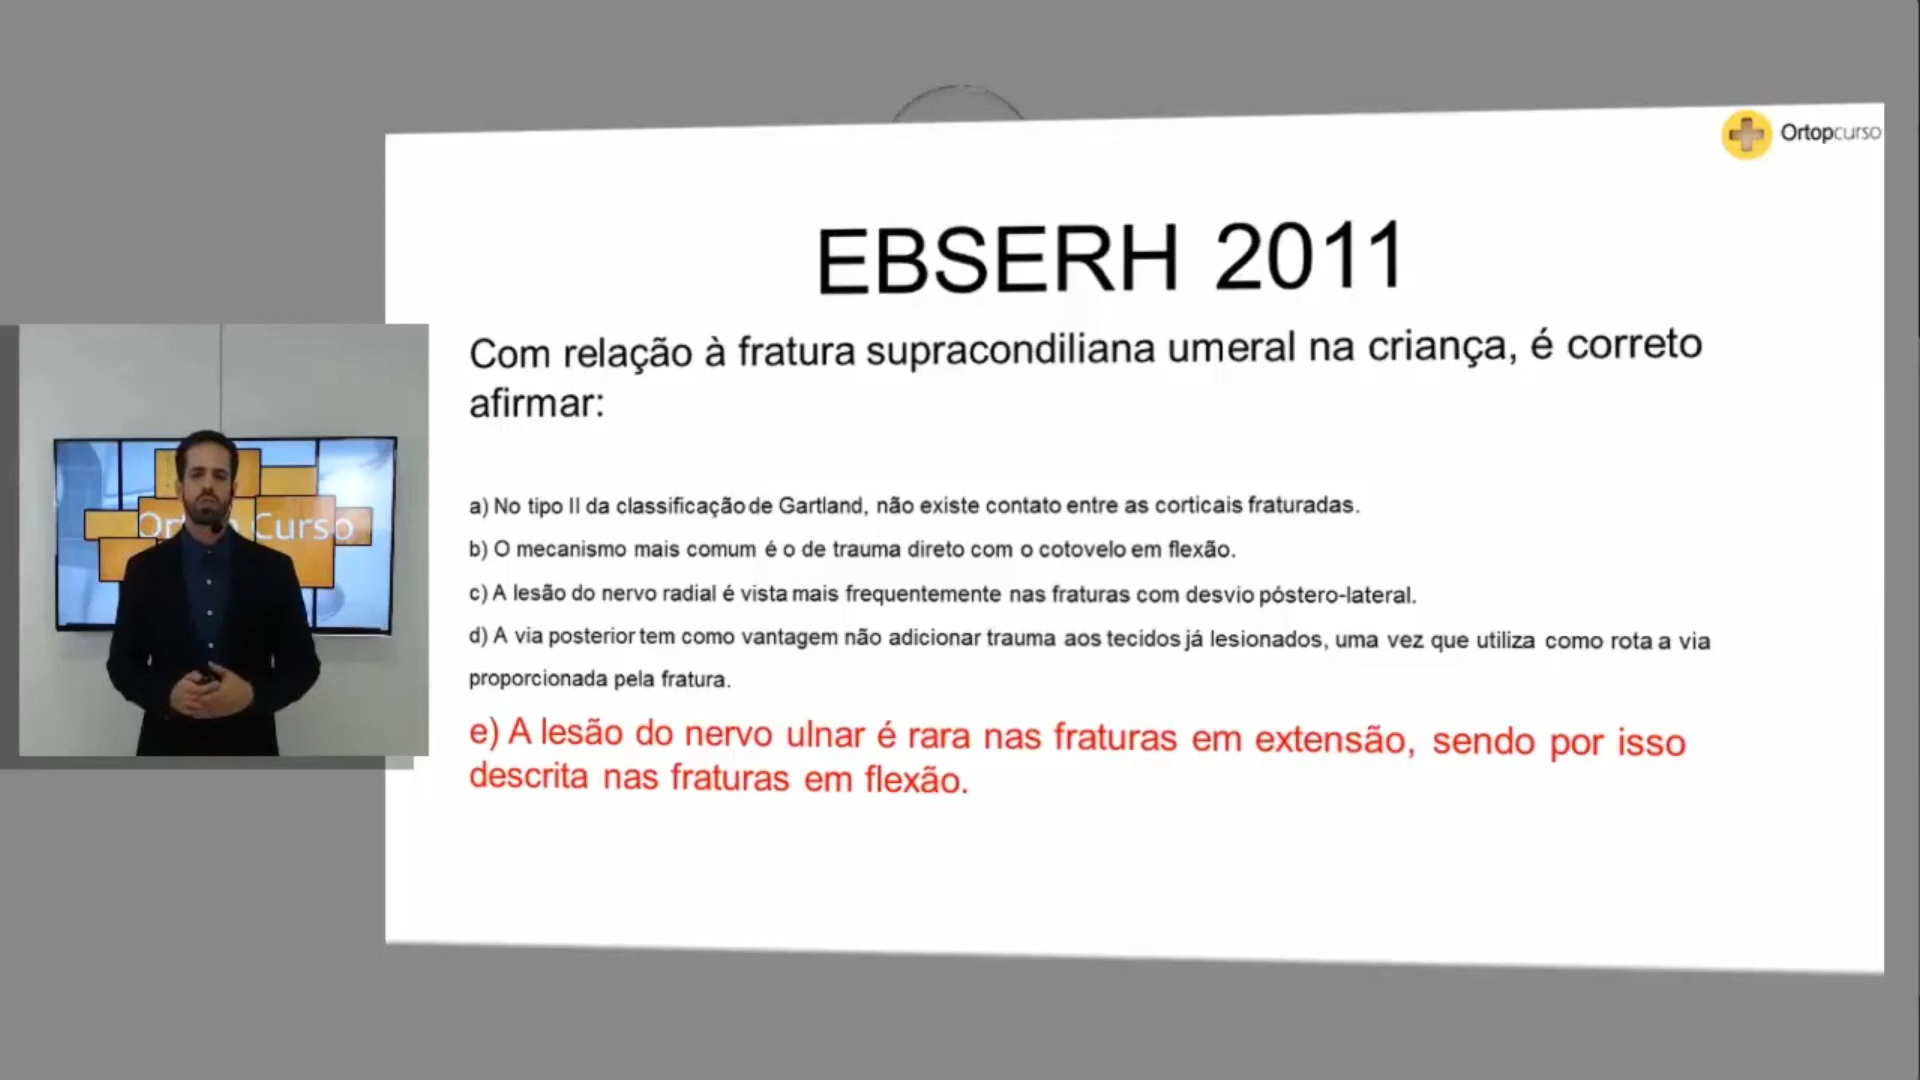 Ortopcurso
EBSERH 2011
Com relação à fratura supracondiliana umeral na criança, é correto
afirmar:
a) No tipo II da classificação de Gartland, não existe contato entre as corticais fraturadas.
b) O mecanismo mais comum é o de trauma direto com o cotovelo em flexão.
c) A lesão do nervo radial é vista mais frequentemente nas fraturas com desvio póstero-lateral.
d) A via posterior tem como vantagem não adicionar trauma aos tecidos já lesionados, uma vez que utiliza como rota a via
proporcionada pela fratura.
e) A lesão do nervo ulnar é rara nas fraturas em extensão, sendo por isso
descrita nas fraturas em flexão.
Curso